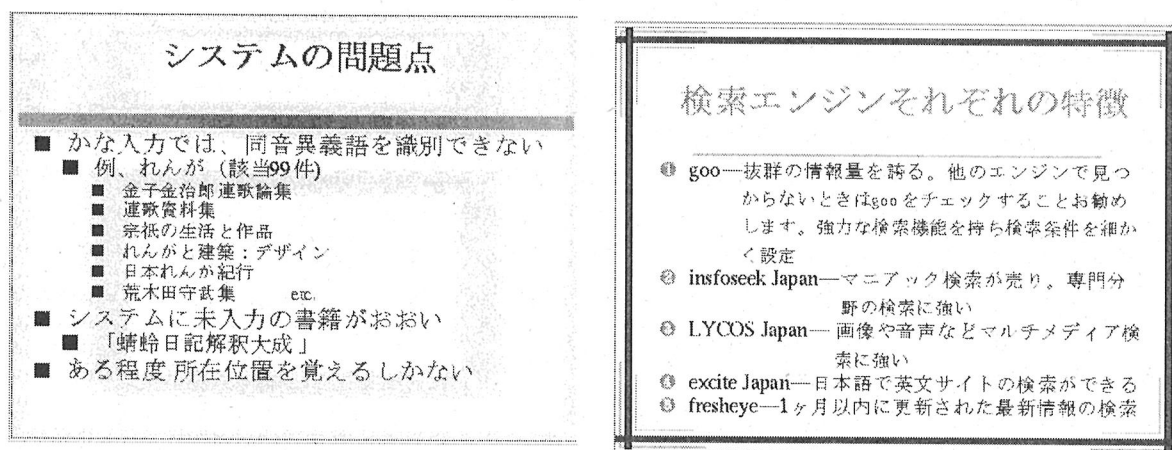 システムの問題点
■ かな入力では、同音異義語を識別できない
■ 例、れんが（該当99件)
■ 金子金治郎連歌論集
■ 連歌資料集
■ 宗祇の生活と作品
■ れんがと建築：デザイン
■ 日本れんが紀行
■ 荒木田守武集 etc.
■ システムに未入力の書籍がおおい
■ 「蜻蛉日記解釈大成」
■ ある程度 所在位置を覚えるしかない
検索エンジンそれぞれの特徴
❶ goo―抜群の情報量を誇る。他のエンジンで見つ
からないときはgooをチェックすることお勧め
します。強力な検索機能を持ち検索条件を細か
く設定
❷ insfoseek Japan―マニアック検索が売り。専門分
野の検索に強い
❸ LYCOS Japan― 画像や音声などマルチメディア検
索に強い
❹ excite Japan―日本語で英文サイトの検索ができる
❺ fresheye―1ヶ月以内に更新された最新情報の検索